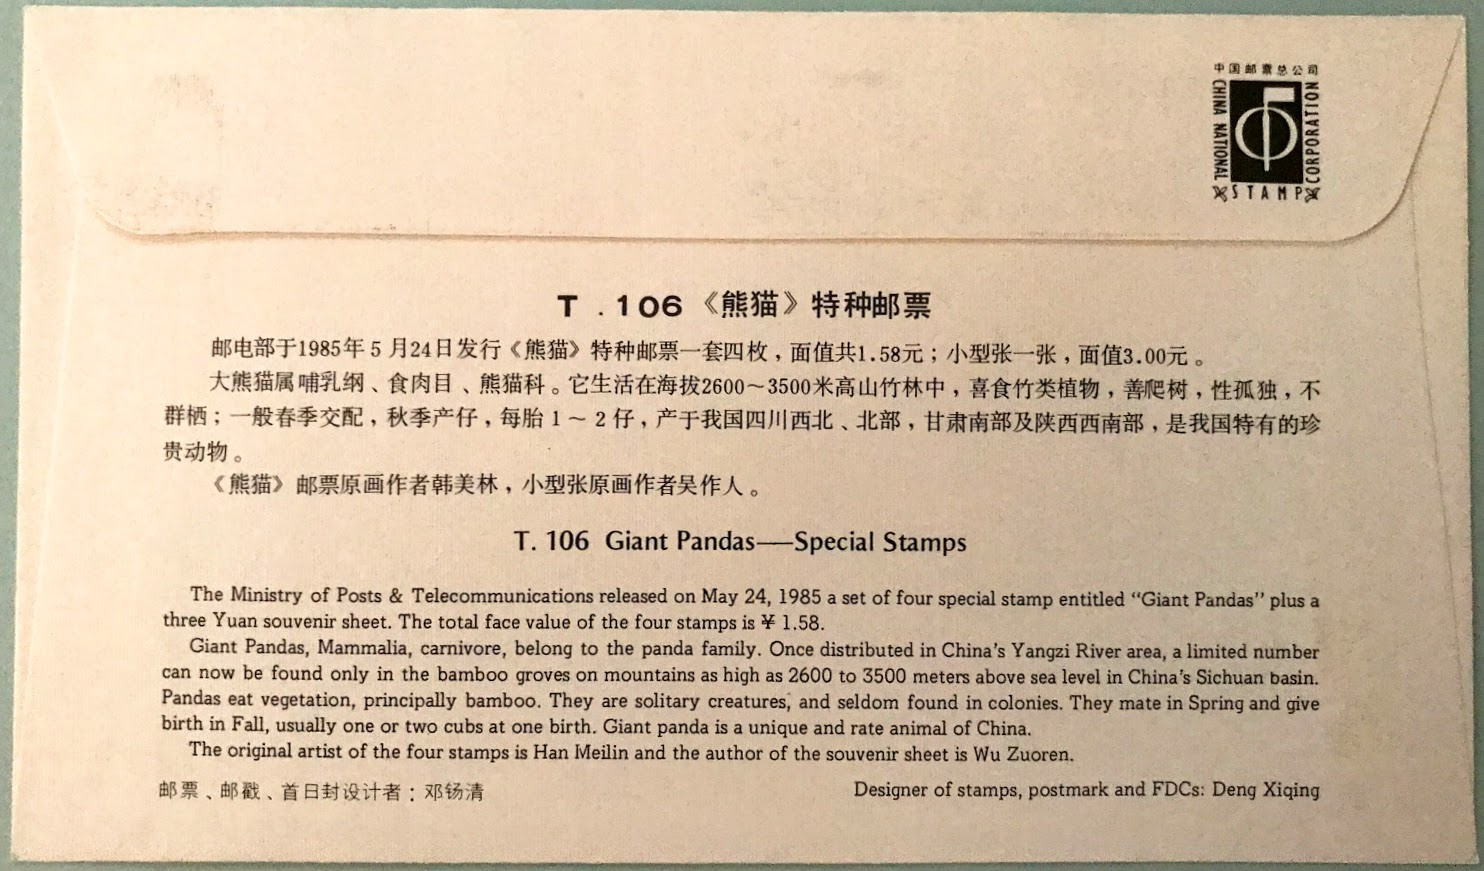 中国邮票总公司
CHINA NATIONAL
STAMP
CORPORATION
T . 106 《熊猫》特种邮票
邮电部于1985年5月24日发行《熊猫》特种邮票一套四枚，面值共1.58元；小型张一张，面值3.00元。
大熊猫属哺乳纲、食肉目、熊猫科。它生活在海拔2600～3500米高山竹林中，喜食竹类植物，善爬树，性孤独，不
群栖；一般春季交配，秋季产仔，每胎1～2仔，产于我国四川西北、北部，甘肃南部及陕西西南部，是我国特有的珍
贵动物。
《熊猫》邮票原画作者韩美林，小型张原画作者吴作人。
T. 106 Giant Pandas——Special Stamps
The Ministry of Posts & Telecommunications released on May 24, 1985 a set of four special stamp entitled “Giant Pandas” plus a
three Yuan souvenir sheet. The total face value of the four stamps is ¥ 1.58.
Giant Pandas, Mammalia, carnivore, belong to the panda family. Once distributed in China's Yangzi River area, a limited number
can now be found only in the bamboo groves on mountains as high as 2600 to 3500 meters above sea level in China's Sichuan basin.
Pandas eat vegetation, principally bamboo. They are solitary creatures, and seldom found in colonies. They mate in Spring and give
birth in Fall, usually one or two cubs at one birth. Giant panda is a unique and rate animal of China.
The original artist of the four stamps is Han Meilin and the author of the souvenir sheet is Wu Zuoren.
邮票、邮戳、首日封设计者：邓钖清
Designer of stamps, postmark and FDCs: Deng Xiqing